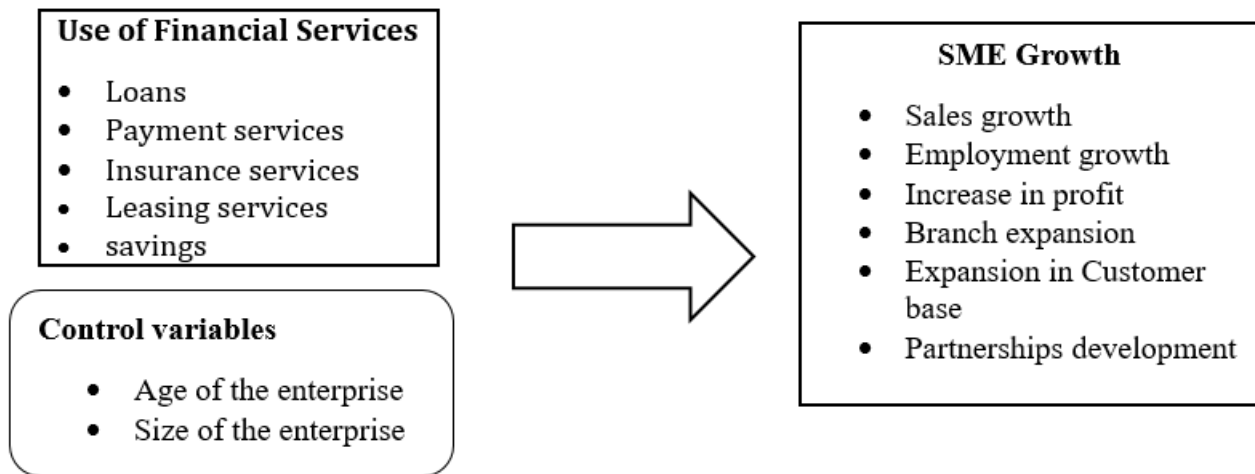 Use of Financial Services
• Loans
• Payment services
• Insurance services
• Leasing services
• savings
Control variables
• Age of the enterprise
• Size of the enterprise
SME Growth
• Sales growth
• Employment growth
• Increase in profit
• Branch expansion
• Expansion in Customer
base
• Partnerships development